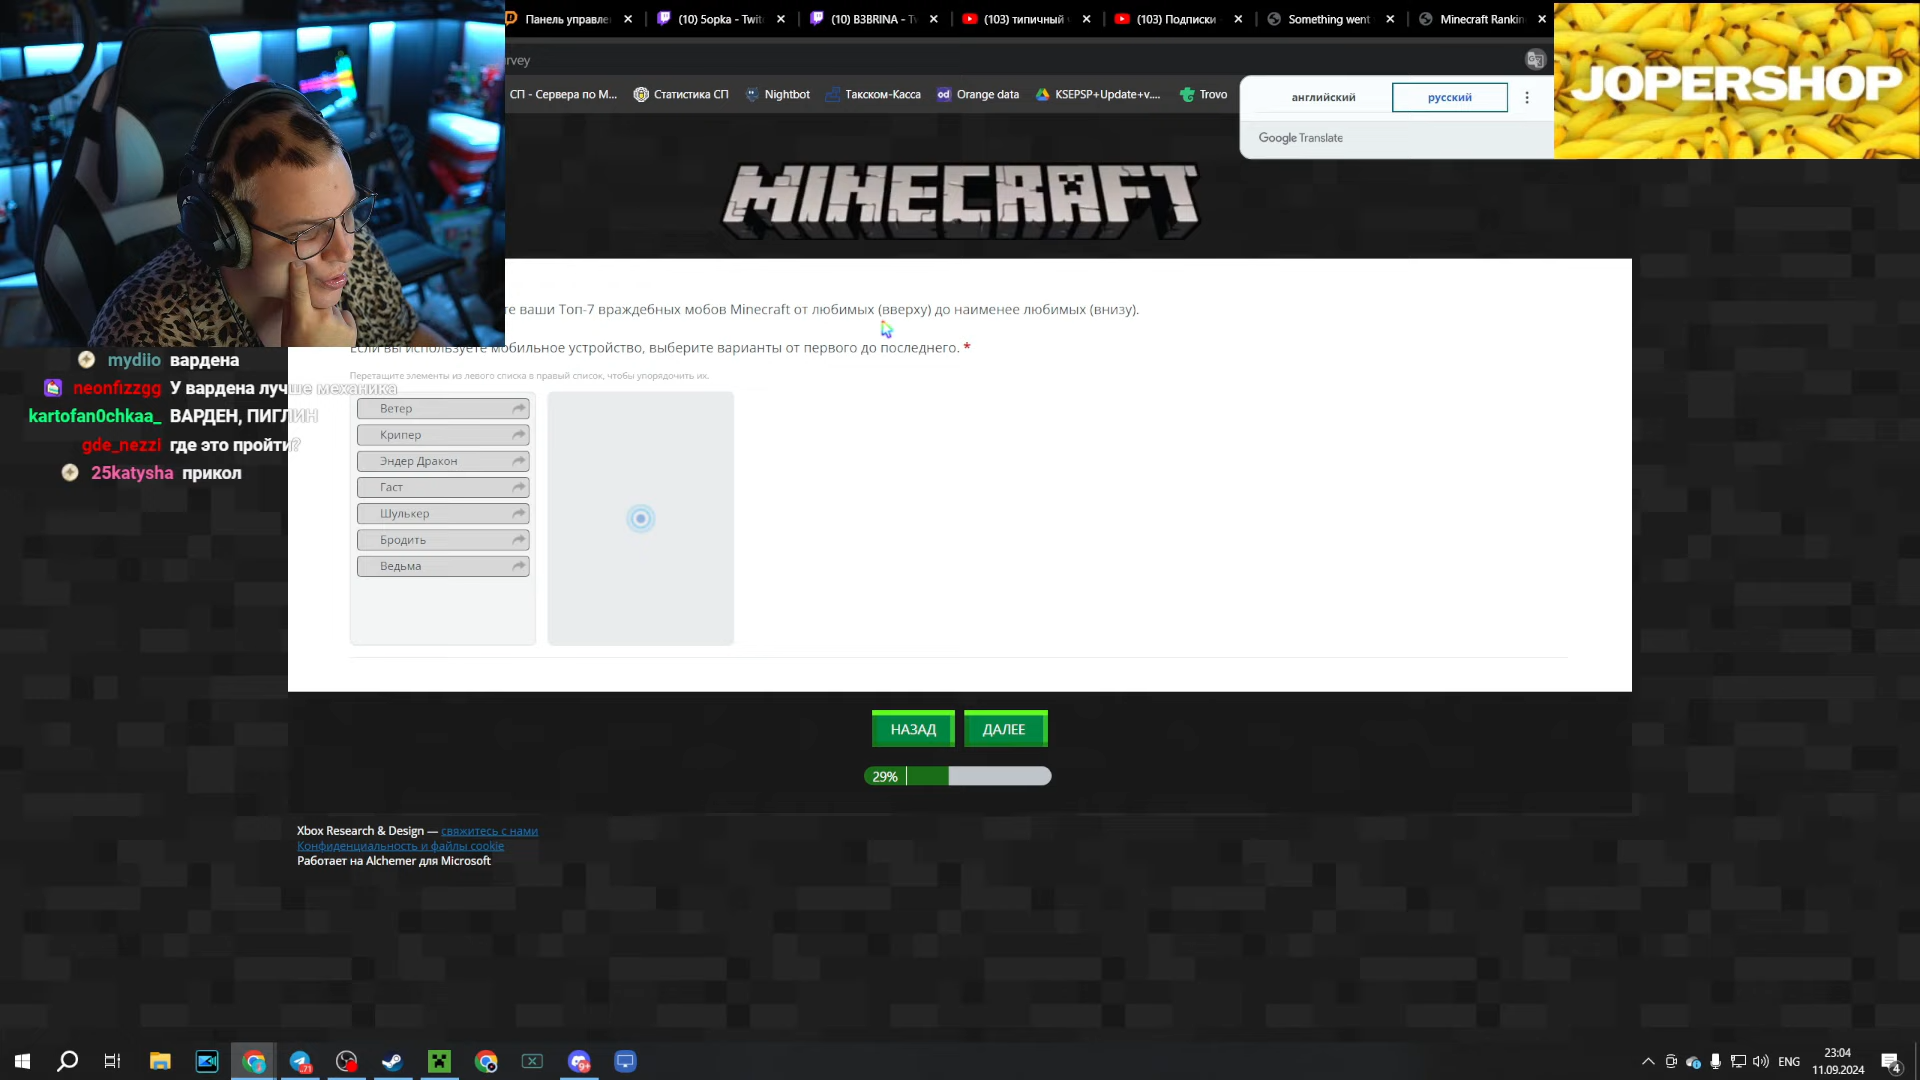 Панель управле
(10) 5opka - Twit
(10) B3BRINA - Tv
(103) типичный
(103) Подписки
Something went
Minecraft Rankin
rvey
СП - Сервера по М...
Статистика СП
Nightbot
Такском-Касса
od Orange data
KSEPSP+Update+v....
Trovo
английский
русский
Google Translate
JOPERSHOP
MINECRAFT
те ваши Топ-7 враждебных мобов Minecraft от любимых (вверху) до наименее любимых (внизу).
Если вы используете мобильное устройство, выберите варианты от первого до последнего. *
Перетащите элементы из левого списка в правый список, чтобы упорядочить их.
Ветер
Крипер
Эндер Дракон
Гаст
Шулькер
Бродить
Ведьма
mydiio вардена
neonfizzgg У вардена лучше механика
kartofan0chkaa_ ВАРДЕН, ПИГЛИН
gde_nezzi где это пройти?
25katysha прикол
НАЗАД
ДАЛЕЕ
29%
Xbox Research & Design — свяжитесь с нами
Конфиденциальность и файлы cookie
Работает на Alchemer для Microsoft
71
9+
ENG
23:04
11.09.2024
4